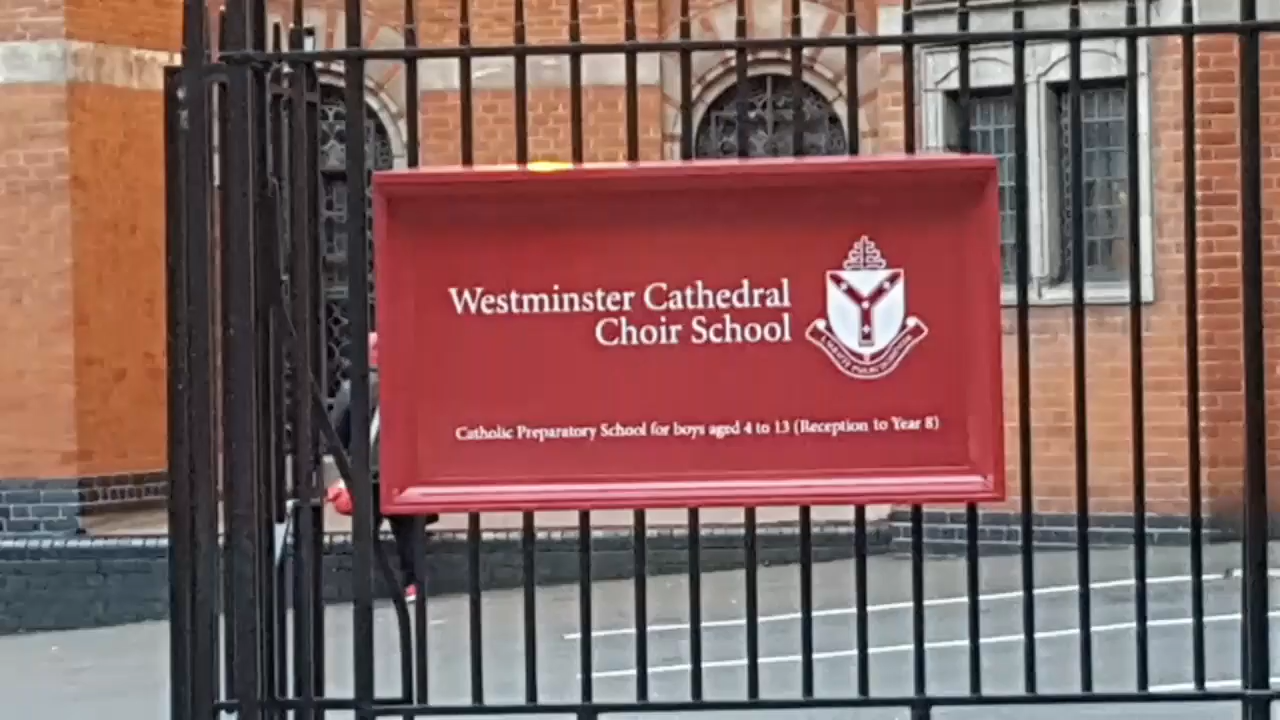 Westminster Cathedral
Choir School
Catholic Preparatory School for boys aged 4 to 13 (Reception to Year 8)